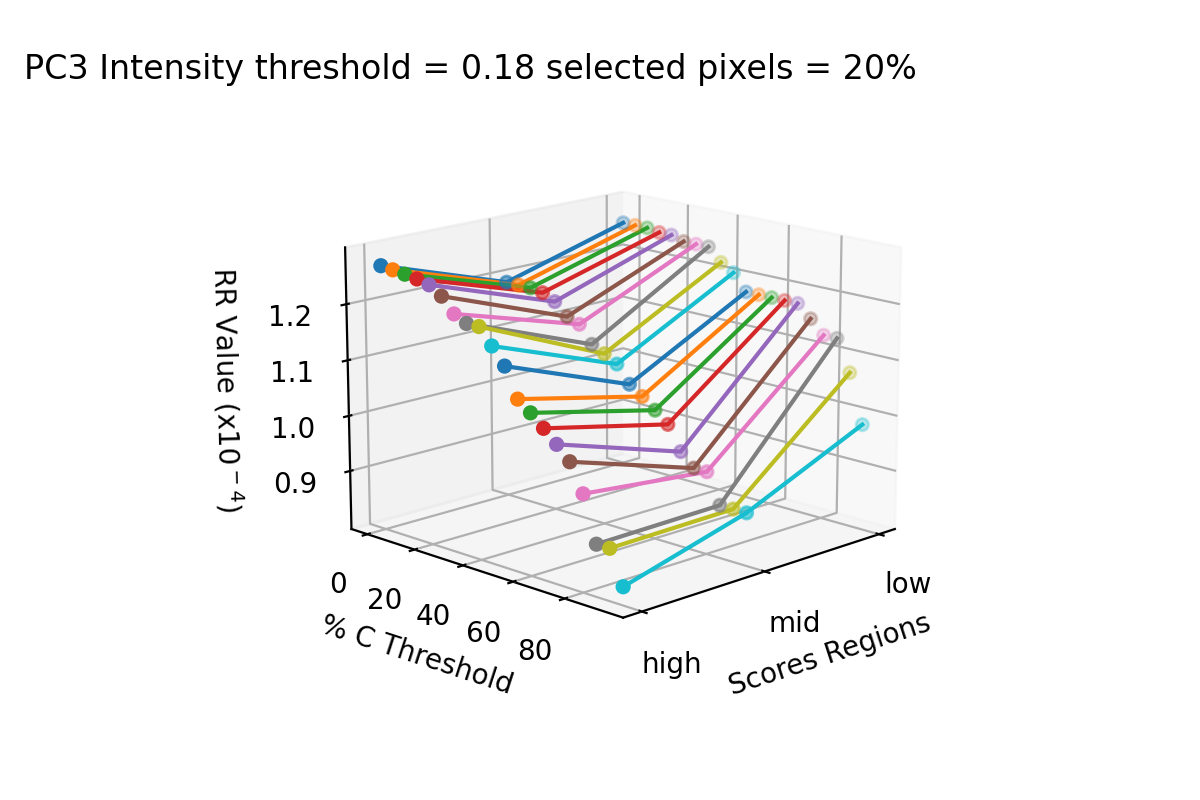 PC3 Intensity threshold = 0.18 selected pixels = 20%
RR Value (x10⁻⁴)
1.2
1.1
1.0
0.9
0
20
40
60
80
% C Threshold
high
mid
low
Scores Regions